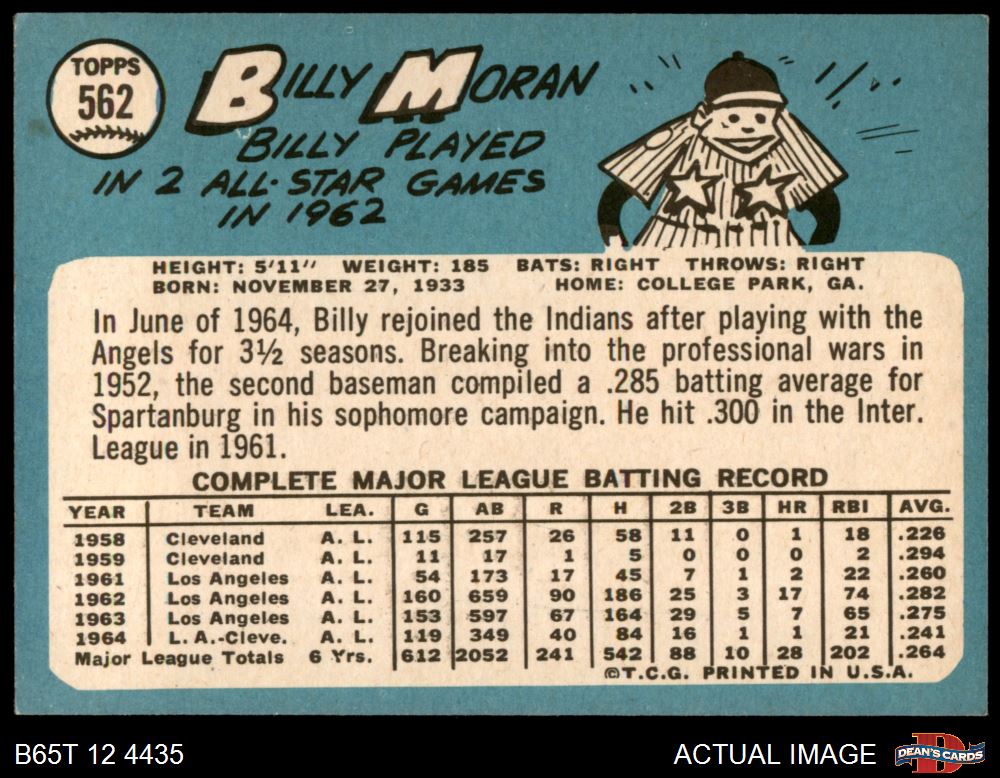 TOPPS
562
BILLY MORAN
BILLY PLAYED
IN 2 ALL-STAR GAMES
IN 1962
HEIGHT: 5'11" WEIGHT: 185 BATS: RIGHT THROWS: RIGHT
BORN: NOVEMBER 27, 1933 HOME: COLLEGE PARK, GA.
In June of 1964, Billy rejoined the Indians after playing with the
Angels for 3½ seasons. Breaking into the professional wars in
1952, the second baseman compiled a .285 batting average for
Spartanburg in his sophomore campaign. He hit .300 in the Inter.
League in 1961.
COMPLETE MAJOR LEAGUE BATTING RECORD
YEAR TEAM LEA. G AB R H 2B 3B HR RBI AVG.
1958 Cleveland A. L. 115 257 26 58 11 0 1 18 .226
1959 Cleveland A. L. 11 17 1 5 0 0 0 2 .294
1961 Los Angeles A. L. 54 173 17 45 7 1 2 22 .260
1962 Los Angeles A. L. 160 659 90 186 25 3 17 74 .282
1963 Los Angeles A. L. 153 597 67 164 29 5 7 65 .275
1964 L. A.-Cleve. A. L. 119 349 40 84 16 1 1 21 .241
Major League Totals 6 Yrs. 612 2052 241 542 88 10 28 202 .264
©T.C.G. PRINTED IN U.S.A.
B65T 12 4435 ACTUAL IMAGE DEAN'S CARDS